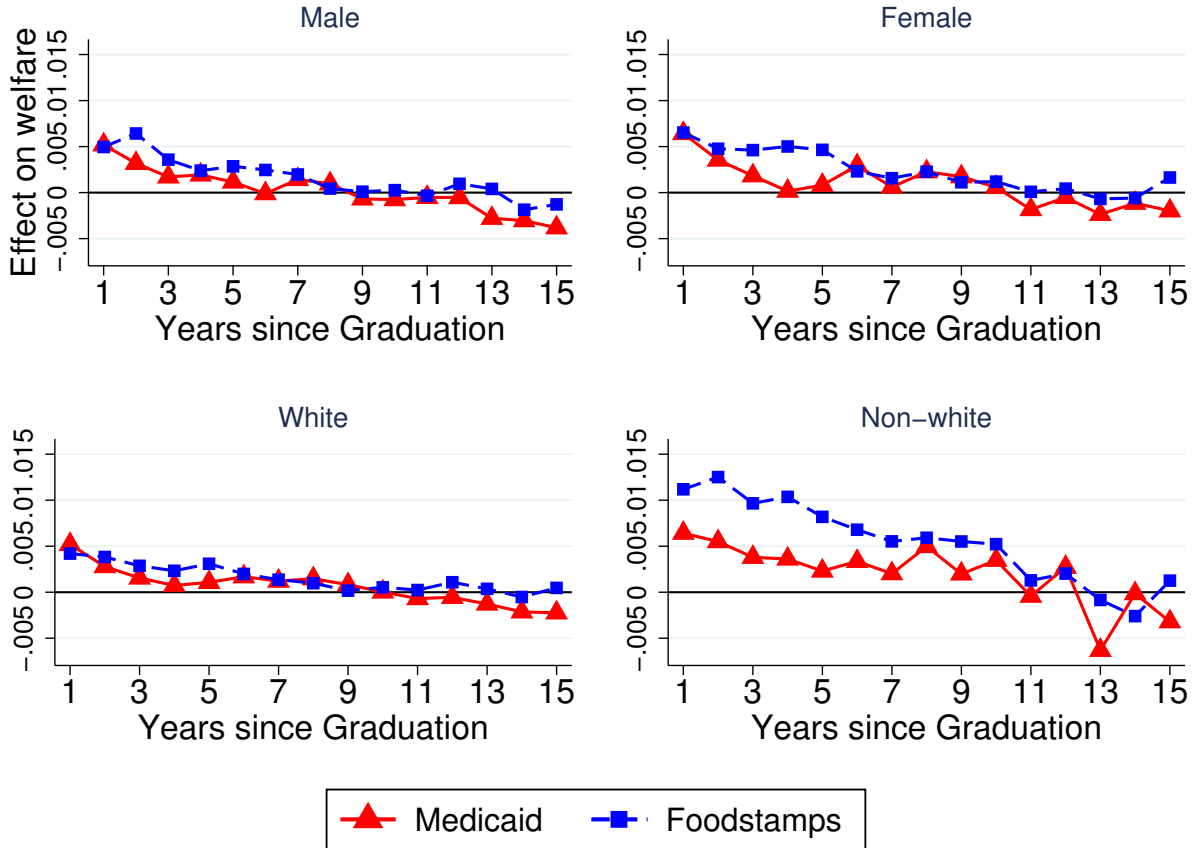 Male
Female
Effect on welfare
-.005 0 .005 .01 .015
-.005 0 .005 .01 .015
1 3 5 7 9 11 13 15
1 3 5 7 9 11 13 15
Years since Graduation
Years since Graduation
White
Non−white
-.005 0 .005 .01 .015
-.005 0 .005 .01 .015
1 3 5 7 9 11 13 15
1 3 5 7 9 11 13 15
Years since Graduation
Years since Graduation
Medicaid
Foodstamps